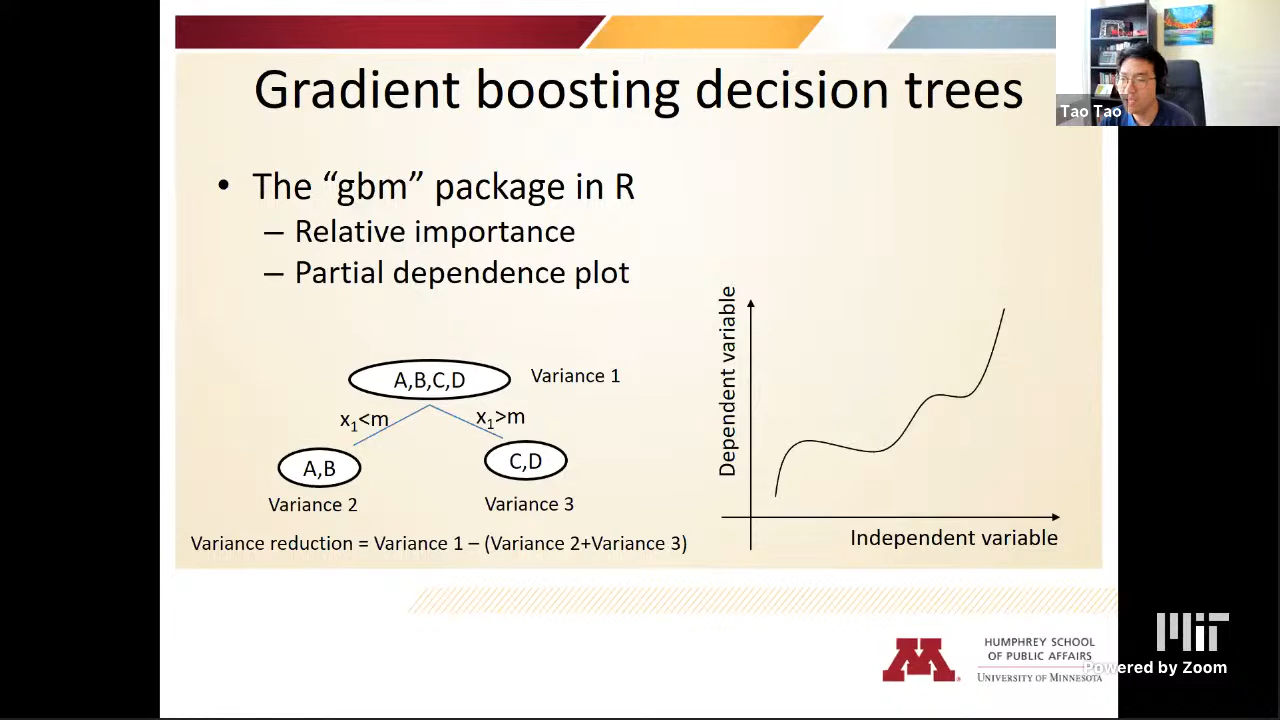 Gradient boosting decision trees
Tao Tao
• The “gbm” package in R
– Relative importance
– Partial dependence plot
A,B,C,D
Variance 1
x1<m
x1>m
A,B
C,D
Variance 2
Variance 3
Variance reduction = Variance 1 – (Variance 2+Variance 3)
Dependent variable
Independent variable
MIT
HUMPHREY SCHOOL
OF PUBLIC AFFAIRS
UNIVERSITY OF MINNESOTA
Powered by Zoom